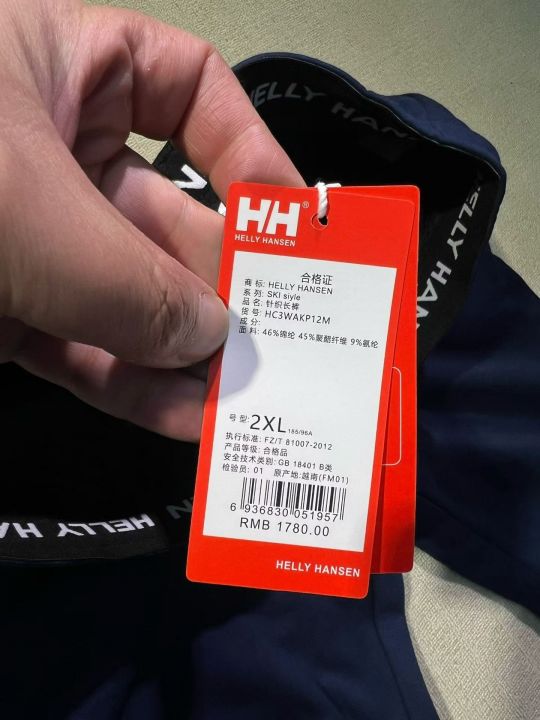 HELLY HANSEN
HH®
HELLY HANSEN
合格证
商 标: HELLY HANSEN
系 列: SKI siyle
品 名: 针织长裤
货 号: HC3WAKP12M
成 分:
面 料: 46%锦纶 45%聚醋纤维 9%氨纶
号 型: 2XL 185/96A
执行标准: FZ/T 81007-2012
产品等级: 合格品
安全技术类别: GB 18401 B类
检验员: 01 原产地: 越南(FM01)
6 936830 051957
RMB 1780.00
HELLY HANSEN
HELLY HAN
HELLY HANSEN